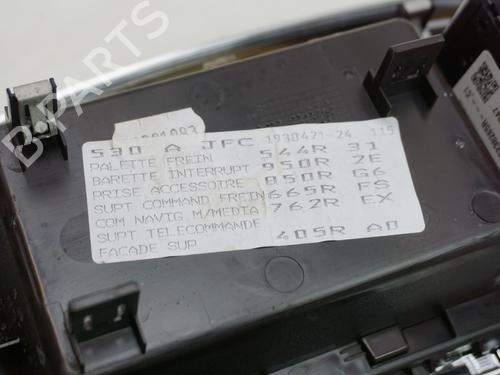 B-PARTS
530 A JFC 1930421-24 115
PALETTE FREIN 544R 31
BARETTE INTERRUPT 950R 2E
PRISE ACCESSOIRE 850R G6
SUPT COMMAND FREIN 665R FS
COM NAVIG M/MEDIA 762R EX
SUPT TELECOMMANDE
FACADE SUP 405R A0